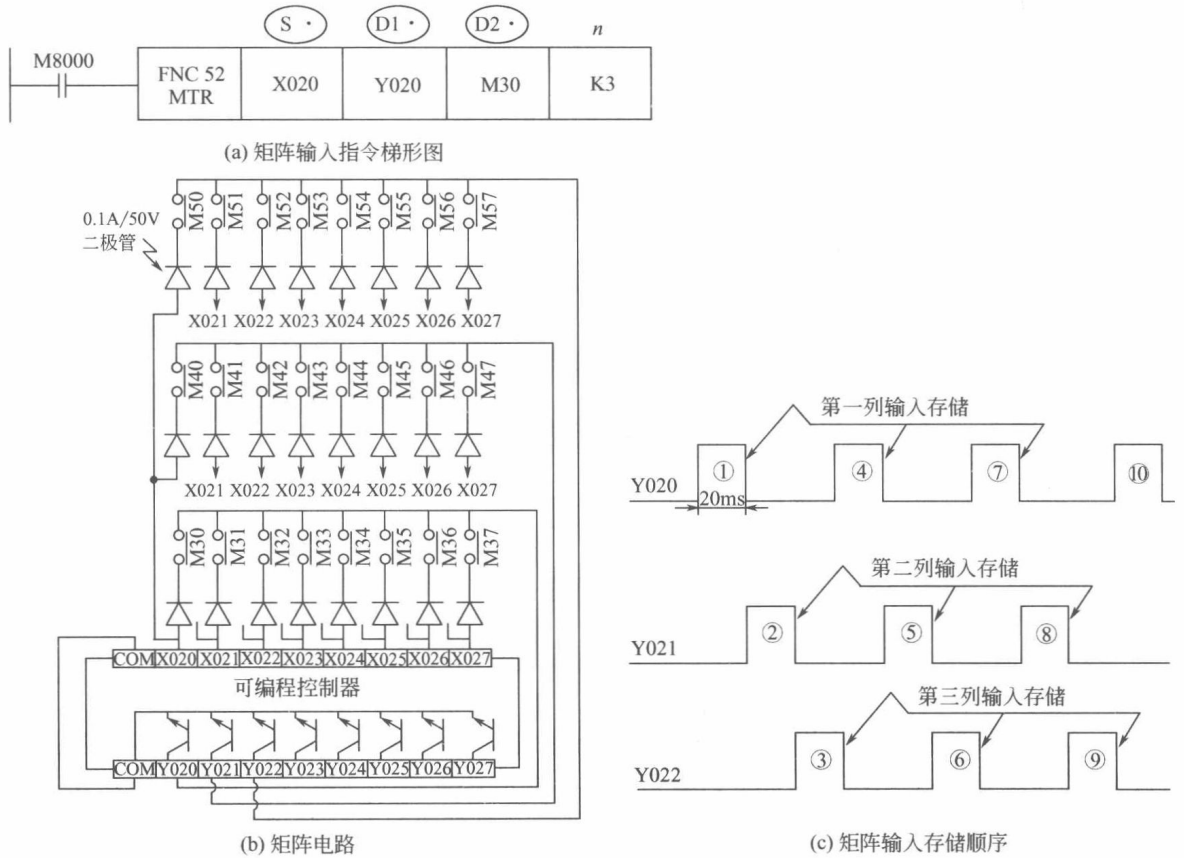 S · D1 · D2 · n
M8000
FNC 52
MTR
X020
Y020
M30
K3
(a) 矩阵输入指令梯形图
M50 M51 M52 M53 M54 M55 M56 M57
0.1A/50V
二极管
X021 X022 X023 X024 X025 X026 X027
M40 M41 M42 M43 M44 M45 M46 M47
X021 X022 X023 X024 X025 X026 X027
M30 M31 M32 M33 M34 M35 M36 M37
COM X020 X021 X022 X023 X024 X025 X026 X027
可编程控制器
COM Y020 Y021 Y022 Y023 Y024 Y025 Y026 Y027
(b) 矩阵电路
第一列输入存储
Y020 ① ④ ⑦ ⑩
20ms
第二列输入存储
Y021 ② ⑤ ⑧
第三列输入存储
Y022 ③ ⑥ ⑨
(c) 矩阵输入存储顺序